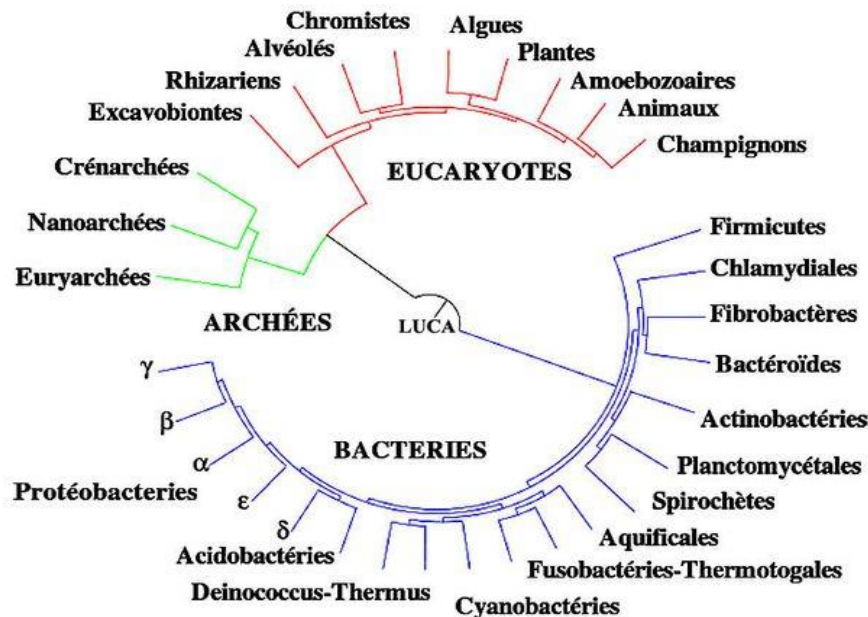 Chromistes
Algues
Alvéolés
Plantes
Rhizariens
Amoebozoaires
Excavobiontes
Animaux
Champignons
EUCARYOTES
Crénarchées
Nanoarchées
Firmicutes
Euryarchées
Chlamydiales
ARCHÉES
LUCA
Fibrobactères
Bactéroïdes
γ
β
Actinobactéries
α
BACTERIES
Planctomycétales
Protéobacteries
ε
Spirochètes
δ
Aquificales
Acidobactéries
Fusobactéries-Thermotogales
Deinococcus-Thermus
Cyanobactéries